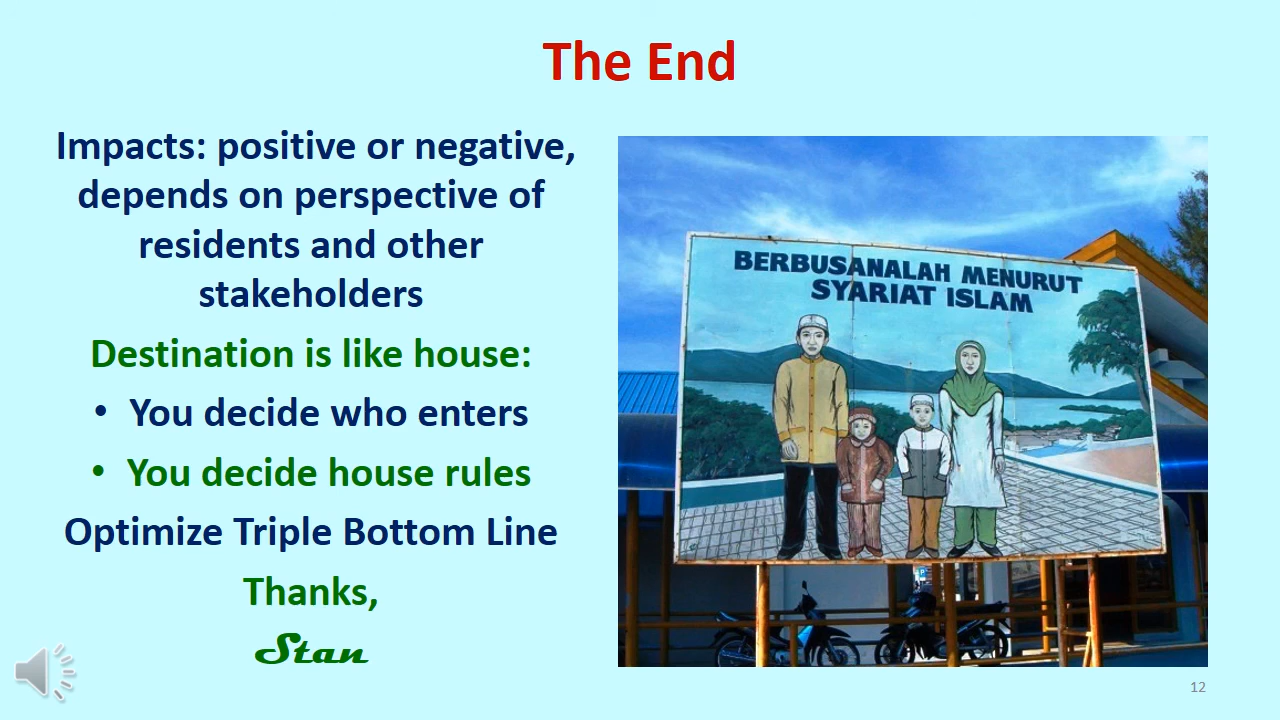 The End
Impacts: positive or negative,
depends on perspective of
residents and other
stakeholders
Destination is like house:
• You decide who enters
• You decide house rules
Optimize Triple Bottom Line
Thanks,
Stan
BERBUSANALAH MENURUT
SYARIAT ISLAM
12